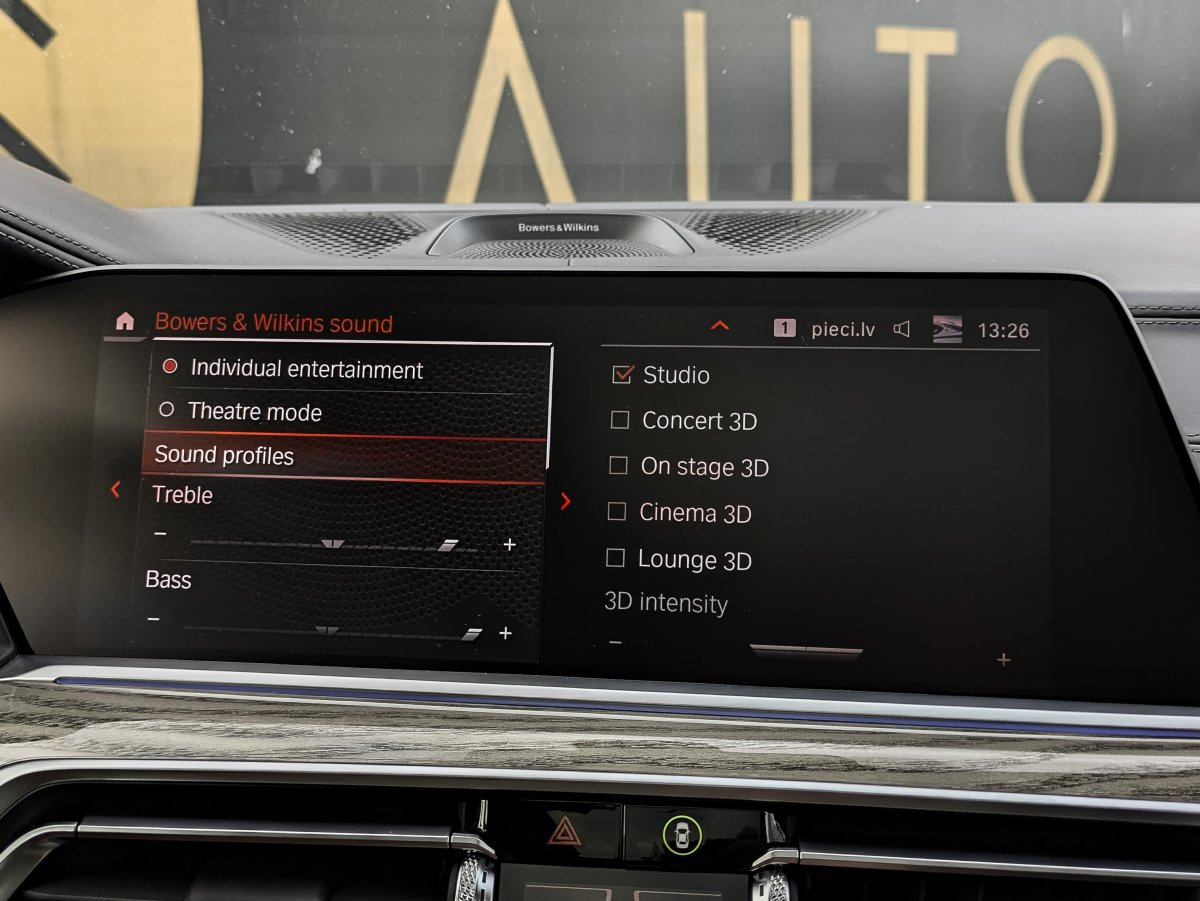 AUTO
Bowers & Wilkins
Bowers & Wilkins sound
1 pieci.lv 13:26
Individual entertainment
Theatre mode
Sound profiles
Treble
− +
Bass
− +
Studio
Concert 3D
On stage 3D
Cinema 3D
Lounge 3D
3D intensity
− +